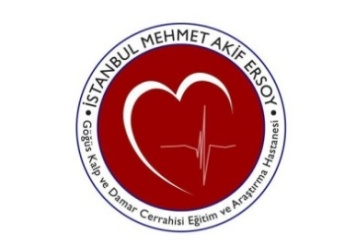 • İSTANBUL MEHMET AKİF ERSOY •
Göğüs Kalp ve Damar Cerrahisi Eğitim ve Araştırma Hastanesi